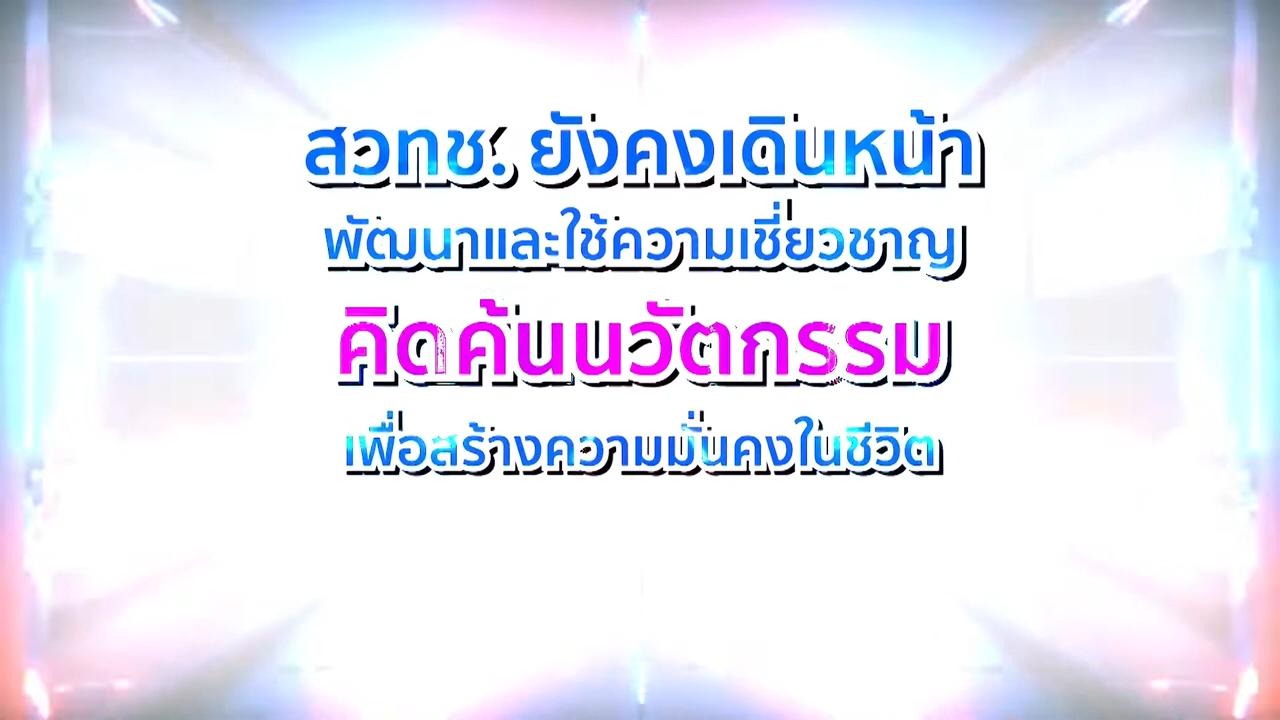 สวทช. ยังคงเดินหน้า
พัฒนาและใช้ความเชี่ยวชาญ
คิดค้นนวัตกรรม
เพื่อสร้างความมั่นคงในชีวิต